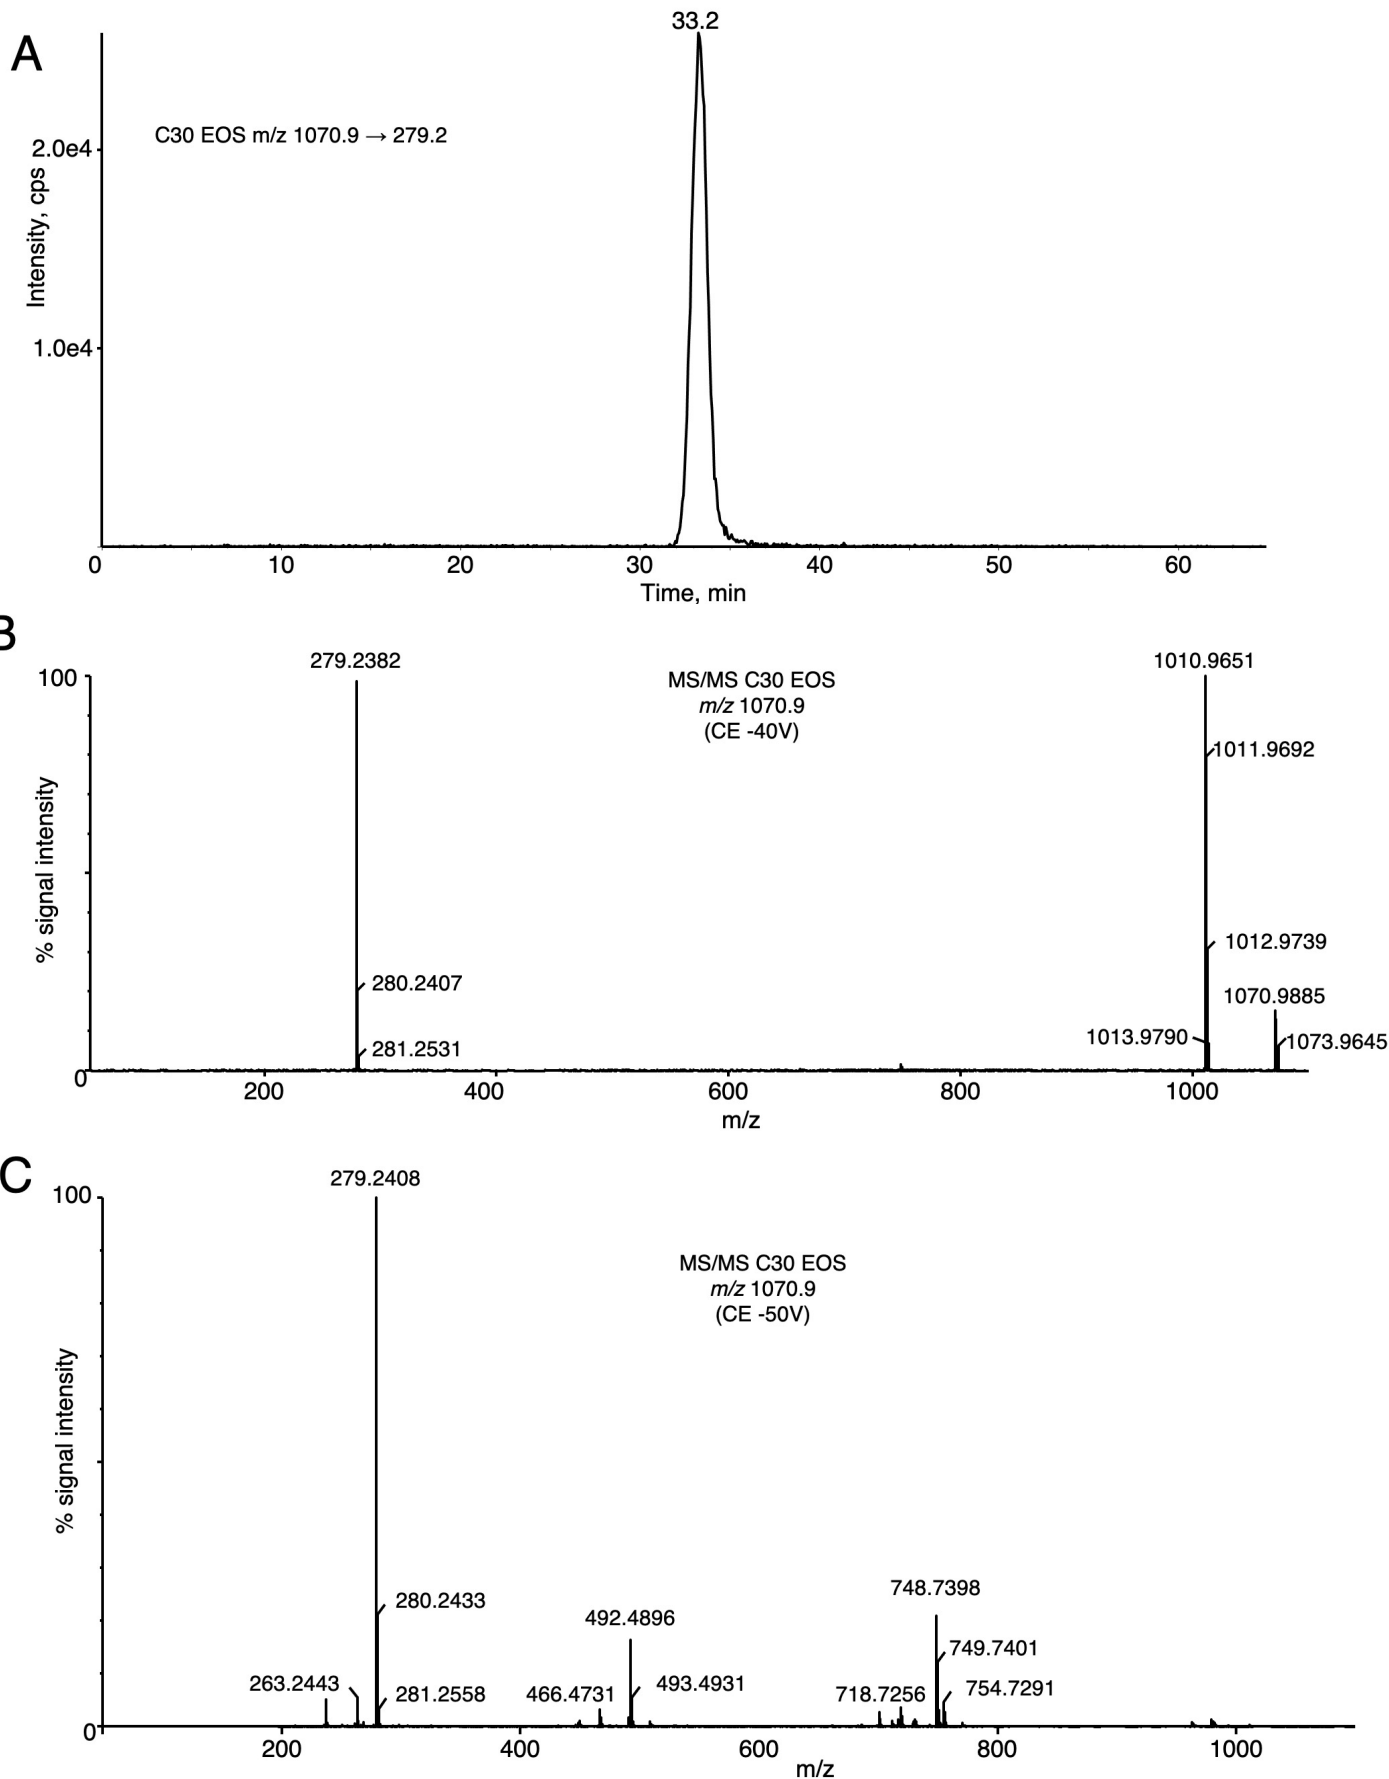 A
33.2
C30 EOS m/z 1070.9 → 279.2
2.0e4
Intensity, cps
1.0e4
0 10 20 30 40 50 60
Time, min
B
279.2382
1010.9651
100
MS/MS C30 EOS
m/z 1070.9
(CE -40V)
1011.9692
% signal intensity
1012.9739
280.2407
1070.9885
1013.9790
1073.9645
281.2531
0
200 400 600 800 1000
m/z
C
279.2408
100
MS/MS C30 EOS
m/z 1070.9
(CE -50V)
% signal intensity
748.7398
280.2433
492.4896
749.7401
263.2443
281.2558
466.4731
493.4931
718.7256
754.7291
0
200 400 600 800 1000
m/z